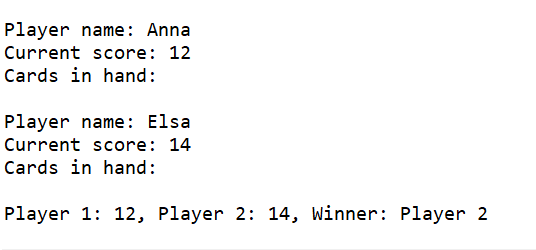 Player name: Anna
Current score: 12
Cards in hand:
Player name: Elsa
Current score: 14
Cards in hand:
Player 1: 12, Player 2: 14, Winner: Player 2